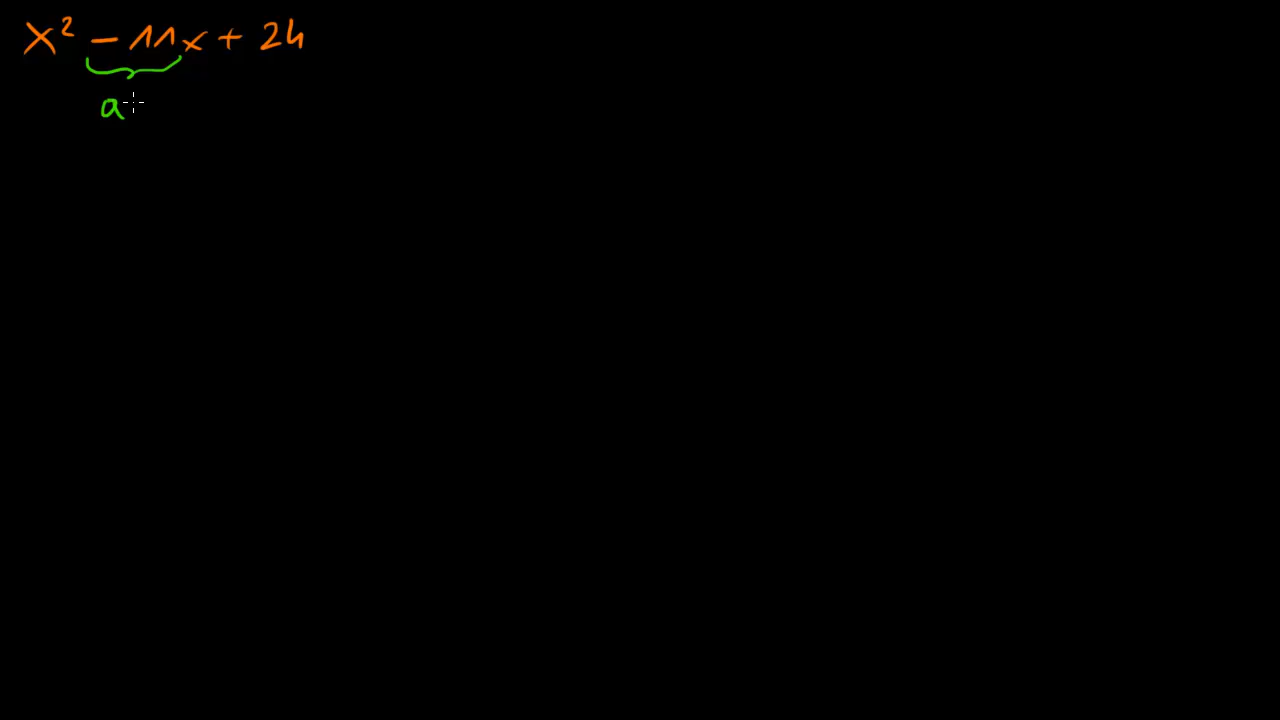 x² - 11x + 24
a